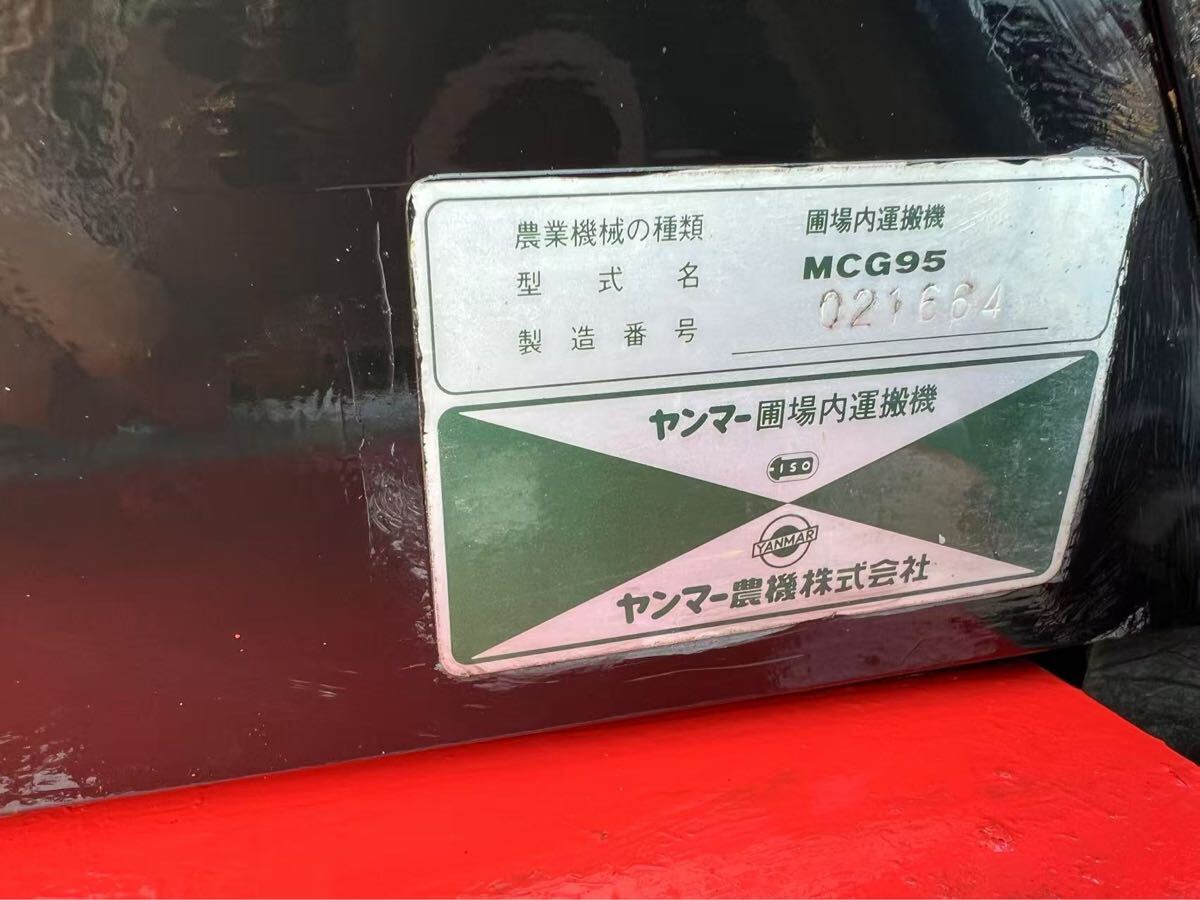 農業機械の種類 圃場内運搬機
型式名 MCG95
製造番号 021664
ヤンマー圃場内運搬機
ISO
YANMAR
ヤンマー農機株式会社